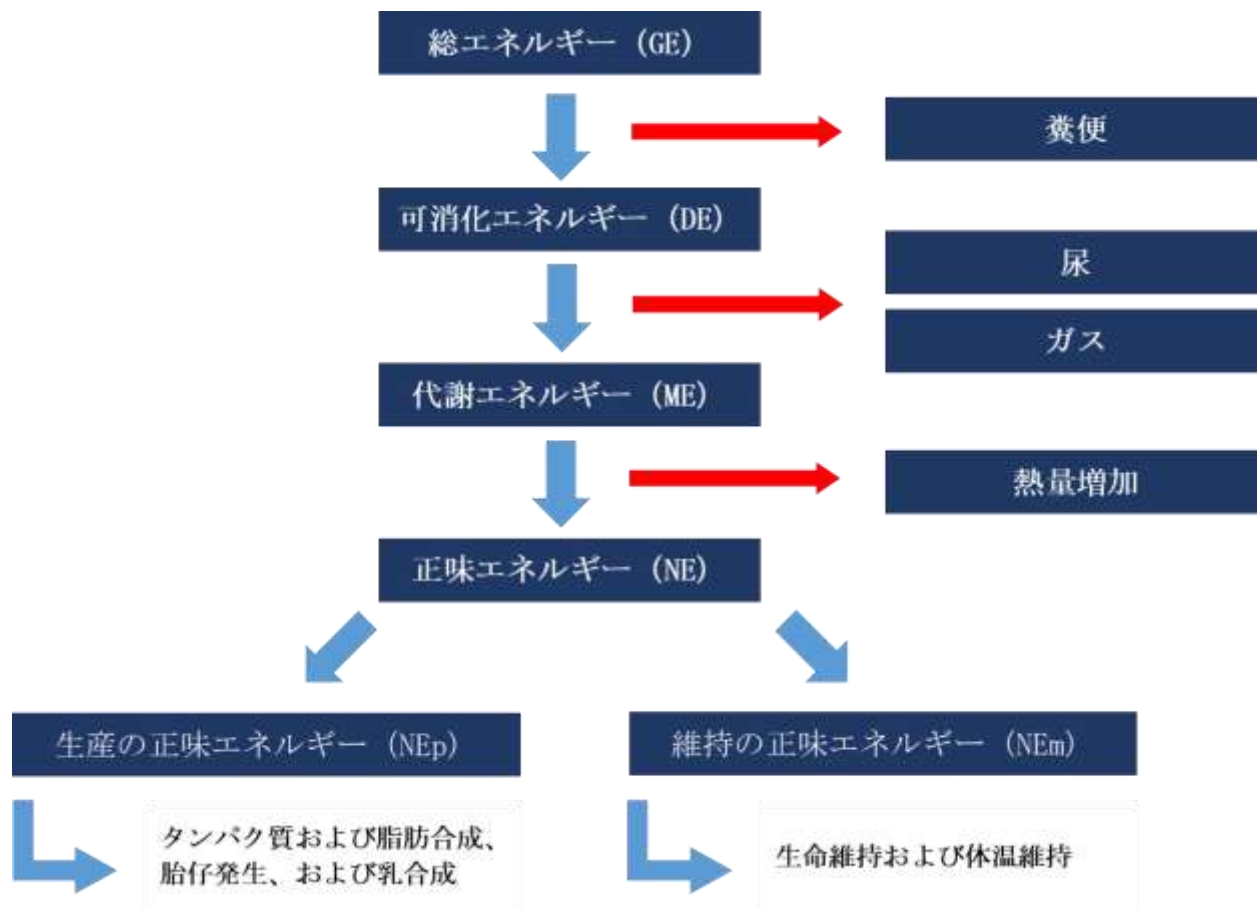 総エネルギー (GE)
糞便
可消化エネルギー (DE)
尿
ガス
代謝エネルギー (ME)
熱量増加
正味エネルギー (NE)
生産の正味エネルギー (NEp)
維持の正味エネルギー (NEm)
タンパク質および脂肪合成、
胎仔発生、および乳合成
生命維持および体温維持